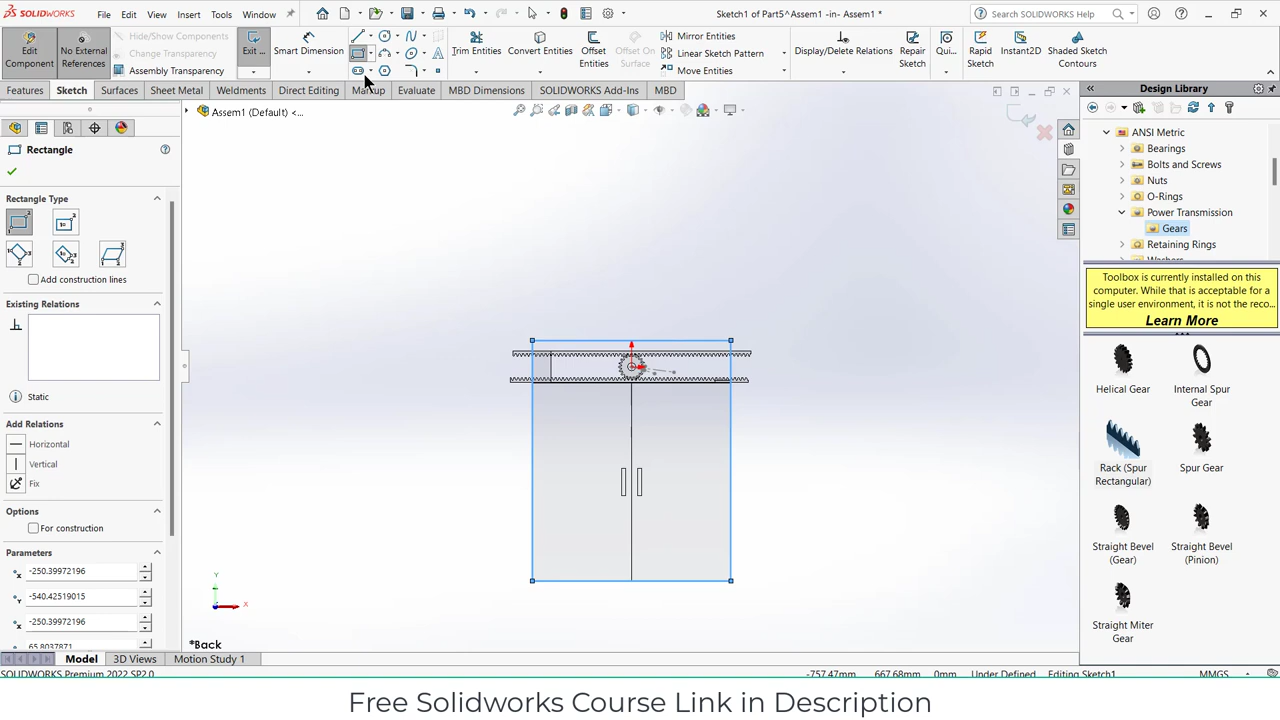 SOLIDWORKS File Edit View Insert Tools Window Sketch1 of Part5^Assem1 -in- Assem1 * Search SOLIDWORKS Help
Edit Component No External References Hide/Show Components Change Transparency Assembly Transparency Exit ... Smart Dimension Trim Entities Convert Entities Offset Entities Offset On Surface Mirror Entities Linear Sketch Pattern Move Entities Display/Delete Relations Repair Sketch Qui... Instant2D Shaded Sketch Contours
Features Sketch Surfaces Sheet Metal Weldments Direct Editing Markup Evaluate MBD Dimensions SOLIDWORKS Add-Ins MBD
Design Library
Assem1 (Default) <...
Rectangle
Rectangle Type
Add construction lines
Existing Relations
Static
Add Relations
Horizontal
Vertical
Fix
Options
For construction
Parameters
-250.39972196
-540.42519015
-250.39972196
65.8037871
Y
X
*Back
ANSI Metric
Bearings
Bolts and Screws
Nuts
O-Rings
Power Transmission
Gears
Retaining Rings
Toolbox is currently installed on this
computer. While that is acceptable for a
single user environment, it is not the reco...
Learn More
Helical Gear
Internal Spur Gear
Rack (Spur Rectangular)
Spur Gear
Straight Bevel (Gear)
Straight Bevel (Pinion)
Straight Miter Gear
Model 3D Views Motion Study 1
SOLIDWORKS Premium 2022 SP2.0 -757.47mm 667.68mm 0mm Under Defined Editing Sketch1 MMGS
Free Solidworks Course Link in Description